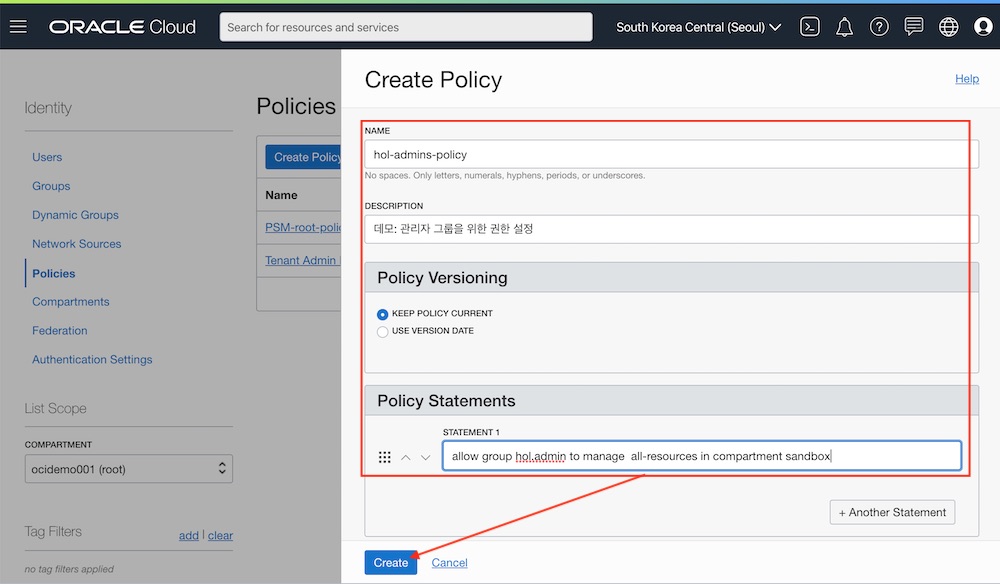 ORACLE Cloud
Search for resources and services
South Korea Central (Seoul)
Identity
Users
Groups
Dynamic Groups
Network Sources
Policies
Compartments
Federation
Authentication Settings
List Scope
COMPARTMENT
ocidemo001 (root)
Tag Filters
add | clear
no tag filters applied
Policies
Create Policy
Name
PSM-root-poli
Tenant Admin
Create Policy
Help
NAME
hol-admins-policy
No spaces. Only letters, numerals, hyphens, periods, or underscores.
DESCRIPTION
데모: 관리자 그룹을 위한 권한 설정
Policy Versioning
KEEP POLICY CURRENT
USE VERSION DATE
Policy Statements
STATEMENT 1
allow group hol.admin to manage  all-resources in compartment sandbox
+ Another Statement
Create
Cancel